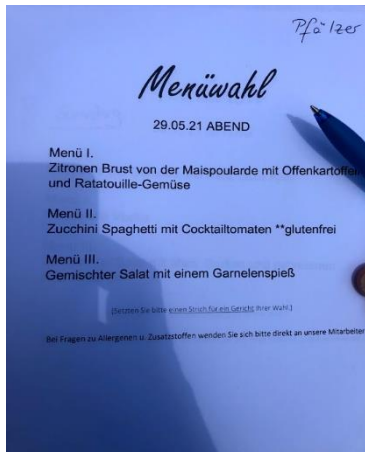 Pfälzer
Menüwahl
29.05.21 ABEND
Menü I.
Zitronen Brust von der Maispoularde mit Offenkartoffel
und Ratatouille-Gemüse
Menü II.
Zucchini Spaghetti mit Cocktailtomaten **glutenfrei
Menü III.
Gemischter Salat mit einem Garnelenspieß
(Setzten Sie bitte einen Strich für ein Gericht Ihrer Wahl.)
Bei Fragen zu Allergenen u. Zusatzstoffen wenden Sie sich bitte direkt an unsere Mitarbeiter